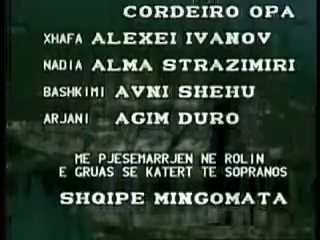 CORDEIRO OPA
XHAFA ALEXEI IVANOV
NADIA ALMA STRAZIMIRI
BASHKIMI AVNI SHEHU
ARJANI AGIM DURO
ME PJESEMARRJEN NE ROLIN
E GRUAS SE KATERT TE SOPRANOS
SHQIPE MINGOMATA